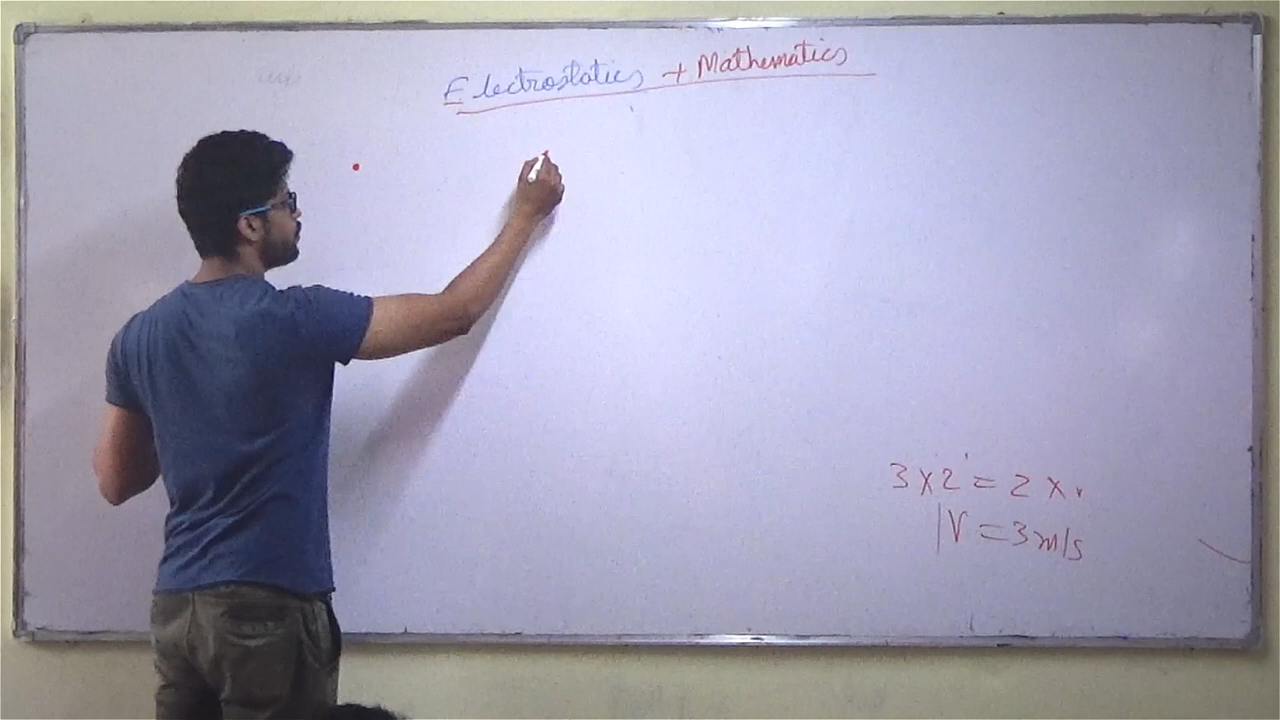 Electrostatics + Mathematics
3 x 2 = 2 x v
V = 3 m/s